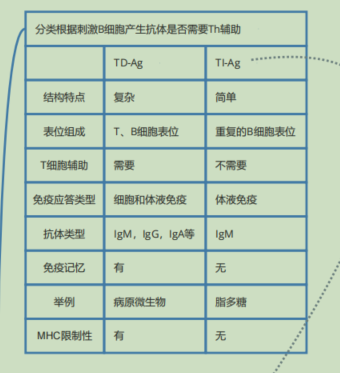 分类根据刺激B细胞产生抗体是否需要Th辅助
TD-Ag TI-Ag
结构特点 复杂 简单
表位组成 T、B细胞表位 重复的B细胞表位
T细胞辅助 需要 不需要
免疫应答类型 细胞和体液免疫 体液免疫
抗体类型 IgM，IgG，IgA等 IgM
免疫记忆 有 无
举例 病原微生物 脂多糖
MHC限制性 有 无